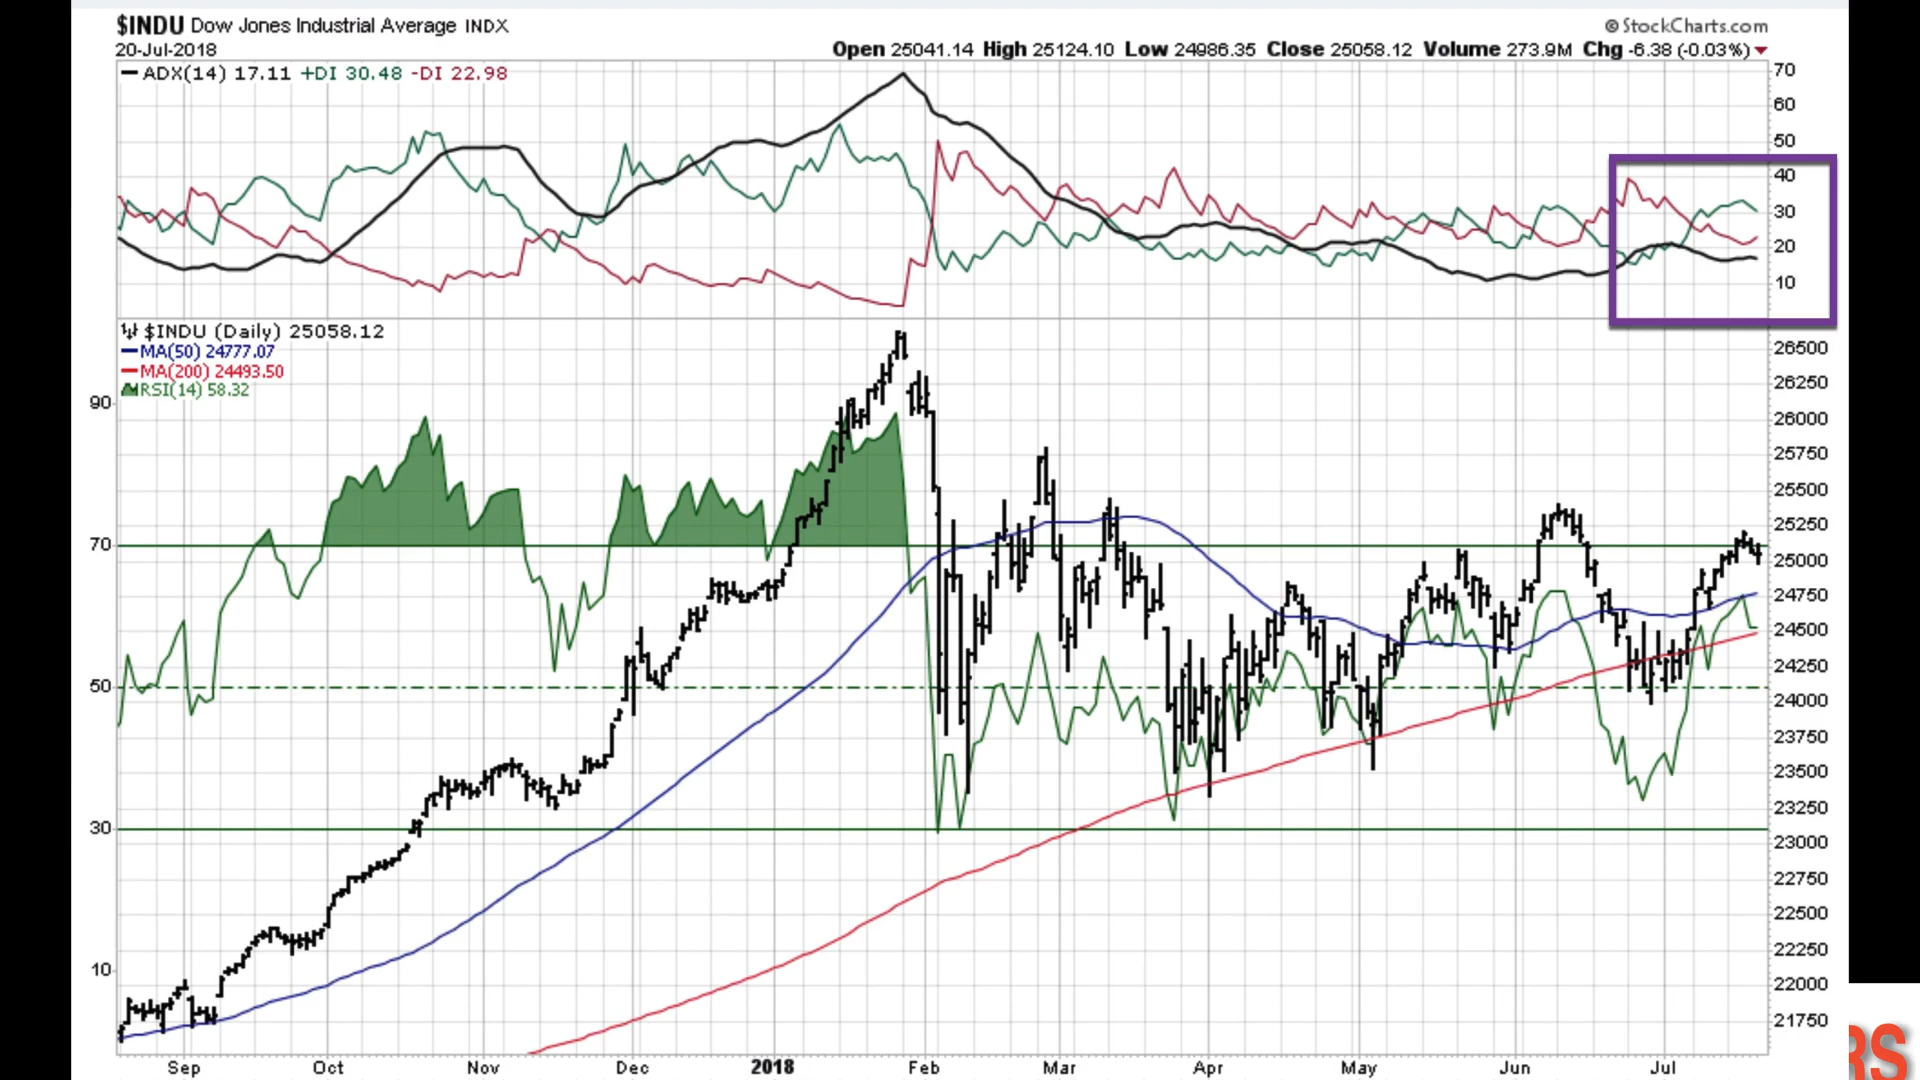 $INDU Dow Jones Industrial Average INDX
© StockCharts.com
20-Jul-2018
Open 25041.14 High 25124.10 Low 24986.35 Close 25058.12 Volume 273.9M Chg -6.38 (-0.03%)
ADX(14) 17.11 +DI 30.48 -DI 22.98
70
60
50
40
30
20
10
$INDU (Daily) 25058.12
MA(50) 24777.07
MA(200) 24493.50
RSI(14) 58.32
90
70
50
30
10
26500
26250
26000
25750
25500
25250
25000
24750
24500
24250
24000
23750
23500
23250
23000
22750
22500
22250
22000
21750
Sep Oct Nov Dec 2018 Feb Mar Apr May Jun Jul
RS